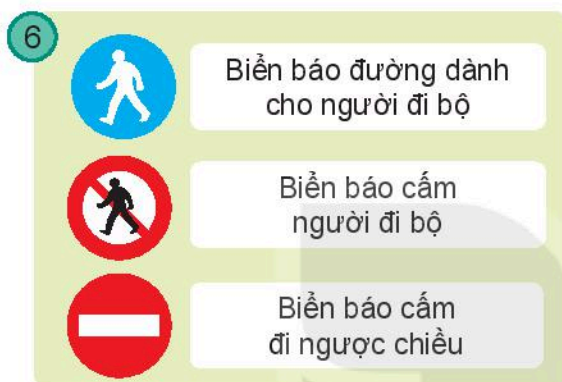 6
Biển báo đường dành
cho người đi bộ
Biển báo cấm
người đi bộ
Biển báo cấm
đi ngược chiều